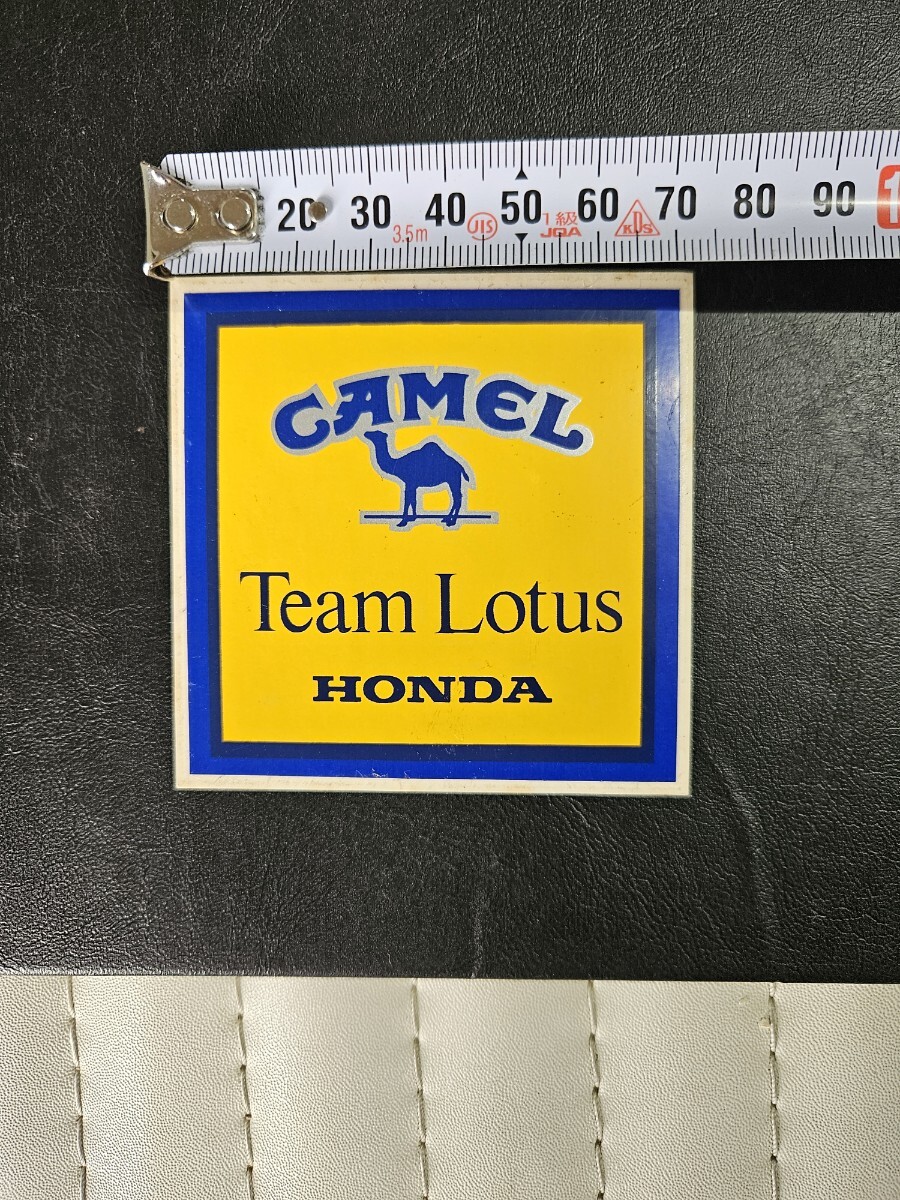 20 30 40 50 60 70 80 90 1
3.5m JIS 1級 JQA KDS
CAMEL
Team Lotus
HONDA